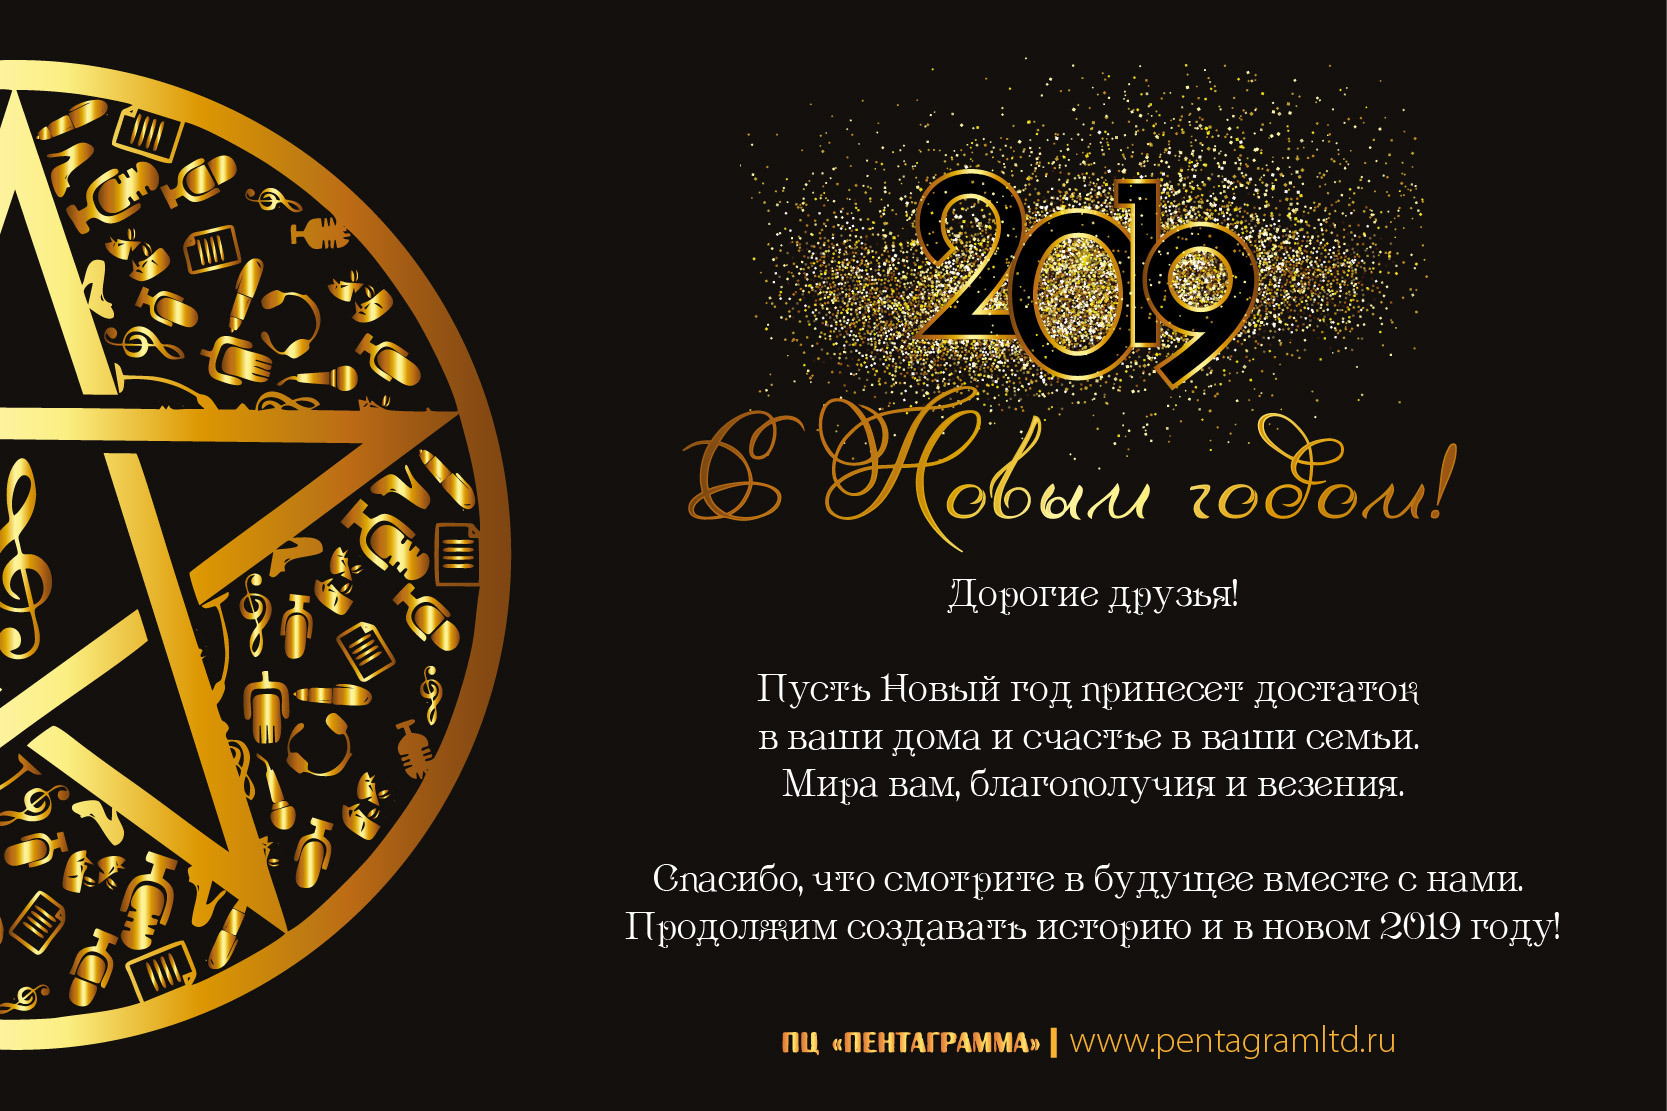 2019
С Новым годом!
Дорогие друзья!
Пусть Новый год принесет достаток
в ваши дома и счастье в ваши семьи.
Мира вам, благополучия и везения.
Спасибо, что смотрите в будущее вместе с нами.
Продолжим создавать историю и в новом 2019 году!
ПЦ «ПЕНТАГРАММА» | www.pentagramltd.ru